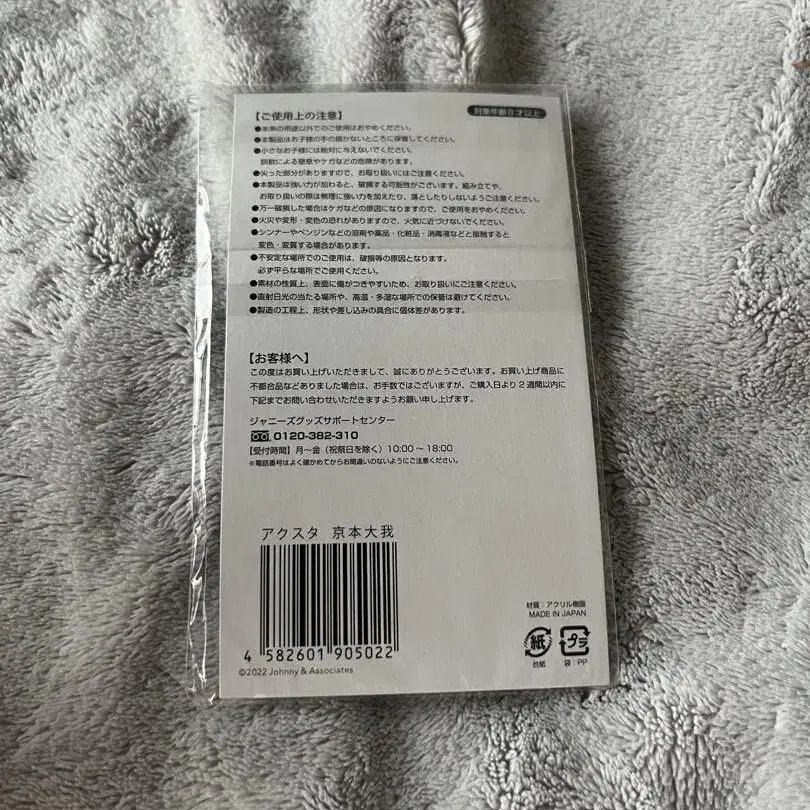 【ご使用上の注意】
対象年齢8才以上
●本来の用途以外でのご使用はおやめください。
●本製品はお子様の手の届かないところに保管してください。
●小さなお子様には絶対に与えないでください。
誤飲による窒息やケガなどの危険があります。
●尖った部分がありますので、お取り扱いにはご注意ください。
●本製品は強い力が加わると、破損する可能性がございます。組み立てや、
お取り扱いの際は無理に強い力を加えたり、落としたりしないようご注意ください。
●万一破損した場合はケガなどの原因になりますので、ご使用をおやめください。
●火災や変形・変色の恐れがありますので、火気に近づけないでください。
●シンナーやベンジンなどの溶剤や薬品・化粧品・消毒液などと接触すると
変色・変質する場合があります。
●不安定な場所でのご使用は、破損等の原因となります。
必ず平らな場所でご使用ください。
●素材の性質上、表面に傷がつきやすいため、お取り扱いにご注意ください。
●直射日光の当たる場所や、高温・多湿な場所での保管は避けてください。
●製造の工程上、形状や差し込みの具合に個体差があります。
【お客様へ】
この度はお買い上げいただきまして、誠にありがとうございます。お買い上げ商品に
不都合品などありました場合は、お手数ではございますが、ご購入日より2週間以内に
下記までお問い合わせいただきますようお願い申し上げます。
ジャニーズグッズサポートセンター
0120-382-310
【受付時間】月〜金（祝祭日を除く）10:00〜18:00
※電話番号はよく確かめてからお間違いのないようにご注意ください。
アクスタ 京本大我
4 582601 905022
©2022 Johnny & Associates
材質：アクリル樹脂
MADE IN JAPAN
紙 プラ
台紙 袋：PP